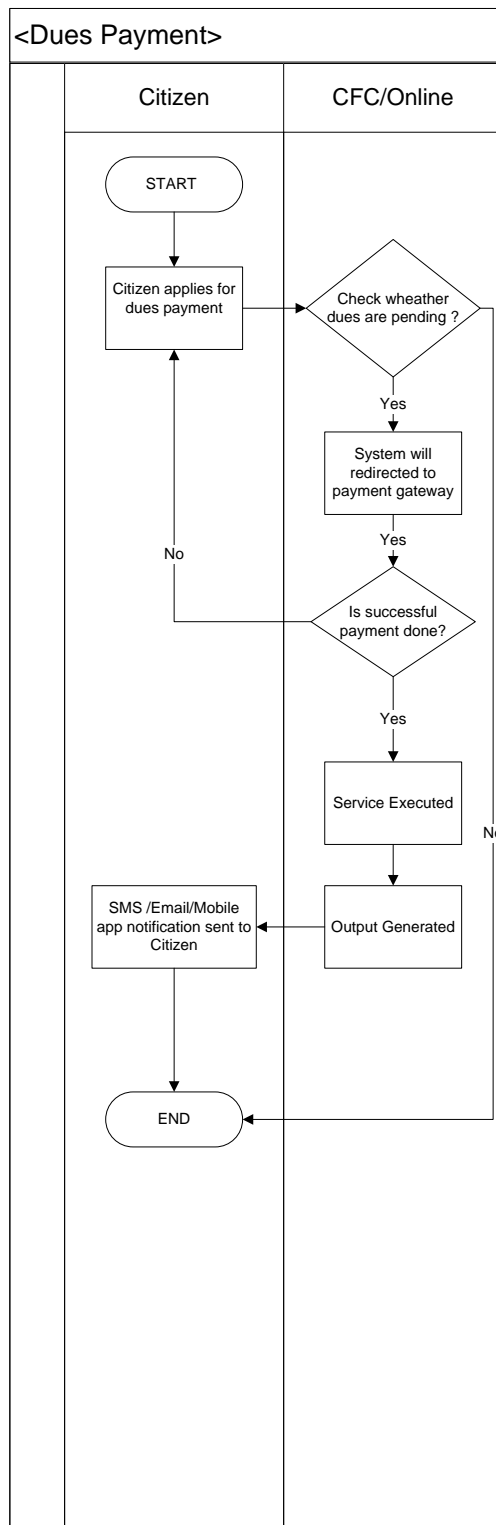 <Dues Payment>
Citizen
CFC/Online
START
Citizen applies for
dues payment
Check wheather
dues are pending ?
Yes
System will
redirected to
payment gateway
Yes
No
Is successful
payment done?
Yes
Service Executed
No
SMS /Email/Mobile
app notification sent to
Citizen
Output Generated
END